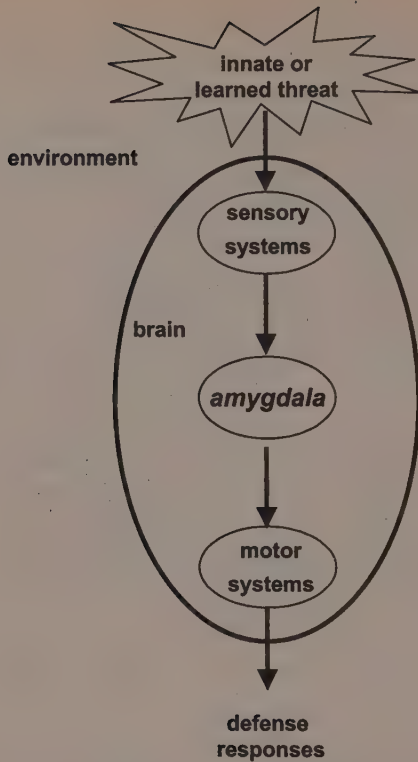 innate or
learned threat
environment
sensory
systems
brain
amygdala
motor
systems
defense
responses